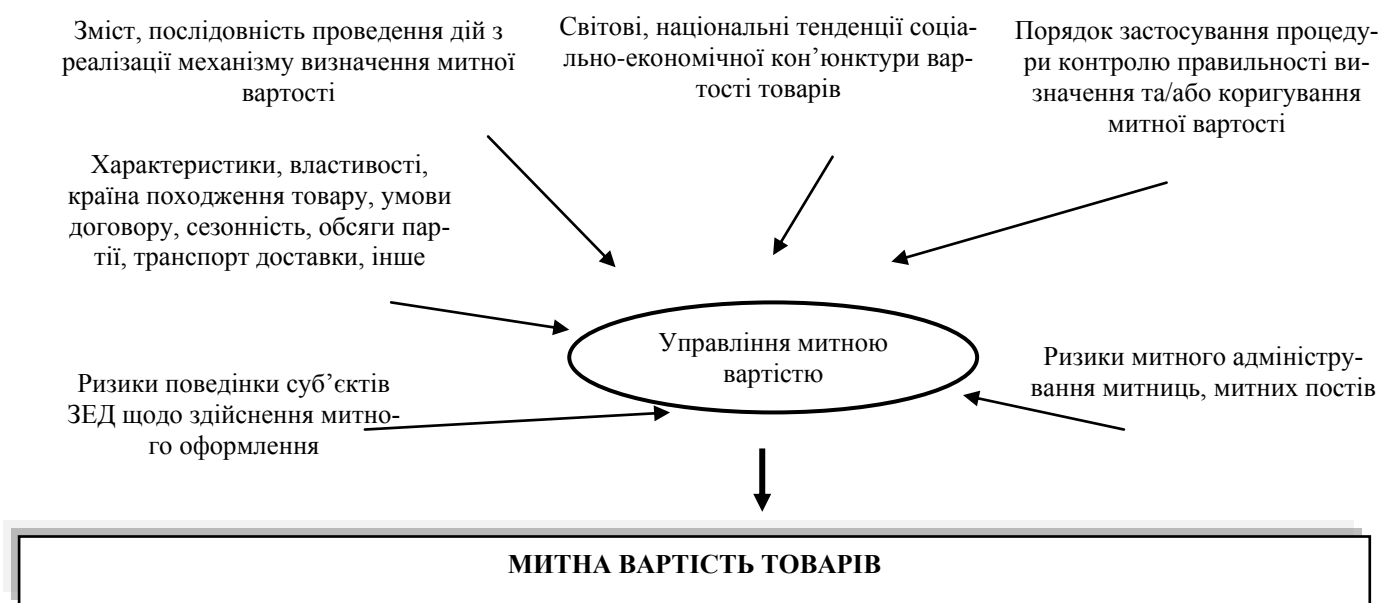 Зміст, послідовність проведення дій з
реалізації механізму визначення митної
вартості
Світові, національні тенденції соціа-
льно-економічної кон’юнктури вар-
тості товарів
Порядок застосування процеду-
ри контролю правильності ви-
значення та/або коригування
митної вартості
Характеристики, властивості,
країна походження товару, умови
договору, сезонність, обсяги пар-
тії, транспорт доставки, інше
Управління митною
вартістю
Ризики поведінки суб’єктів
ЗЕД щодо здійснення митно-
го оформлення
Ризики митного адміністру-
вання митниць, митних постів
МИТНА ВАРТІСТЬ ТОВАРІВ